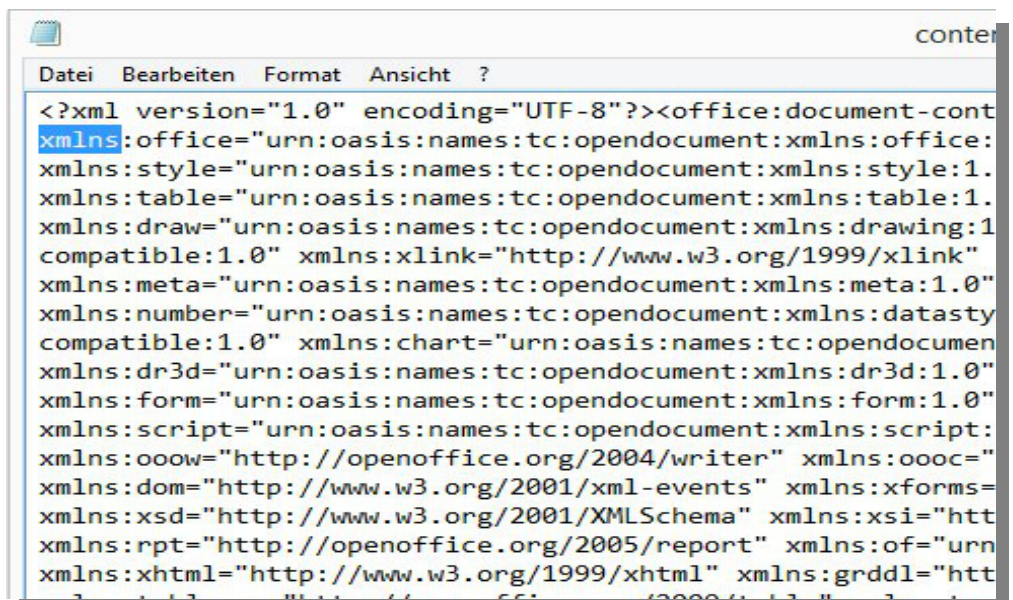 conten
Datei Bearbeiten Format Ansicht ?
<?xml version="1.0" encoding="UTF-8"?><office:document-cont
xmlns:office="urn:oasis:names:tc:opendocument:xmlns:office:
xmlns:style="urn:oasis:names:tc:opendocument:xmlns:style:1.
xmlns:table="urn:oasis:names:tc:opendocument:xmlns:table:1.
xmlns:draw="urn:oasis:names:tc:opendocument:xmlns:drawing:1
compatible:1.0" xmlns:xlink="http://www.w3.org/1999/xlink"
xmlns:meta="urn:oasis:names:tc:opendocument:xmlns:meta:1.0"
xmlns:number="urn:oasis:names:tc:opendocument:xmlns:datasty
compatible:1.0" xmlns:chart="urn:oasis:names:tc:opendocumen
xmlns:dr3d="urn:oasis:names:tc:opendocument:xmlns:dr3d:1.0"
xmlns:form="urn:oasis:names:tc:opendocument:xmlns:form:1.0"
xmlns:script="urn:oasis:names:tc:opendocument:xmlns:script:
xmlns:ooow="http://openoffice.org/2004/writer" xmlns:oooc="
xmlns:dom="http://www.w3.org/2001/xml-events" xmlns:xforms=
xmlns:xsd="http://www.w3.org/2001/XMLSchema" xmlns:xsi="htt
xmlns:rpt="http://openoffice.org/2005/report" xmlns:of="urn
xmlns:xhtml="http://www.w3.org/1999/xhtml" xmlns:grddl="htt